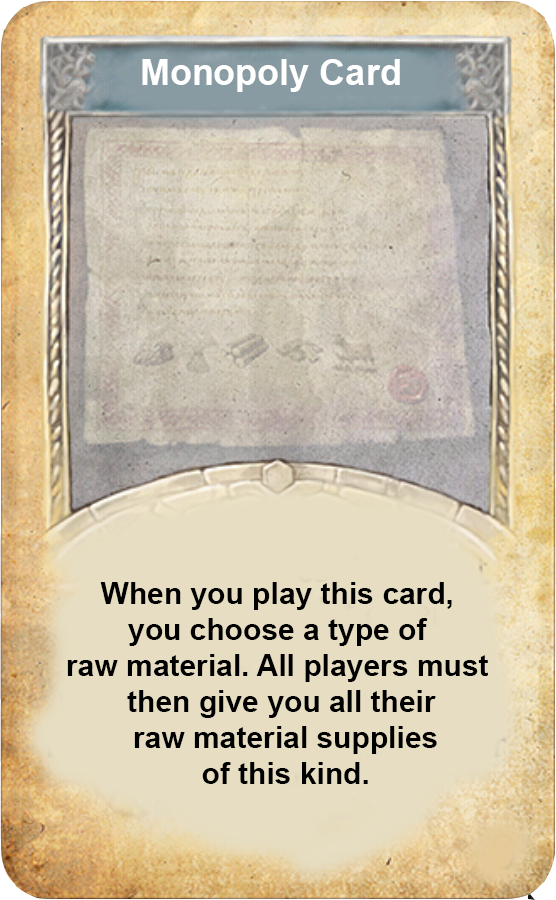 Monopoly Card
When you play this card,
you choose a type of
raw material. All players must
then give you all their
raw material supplies
of this kind.